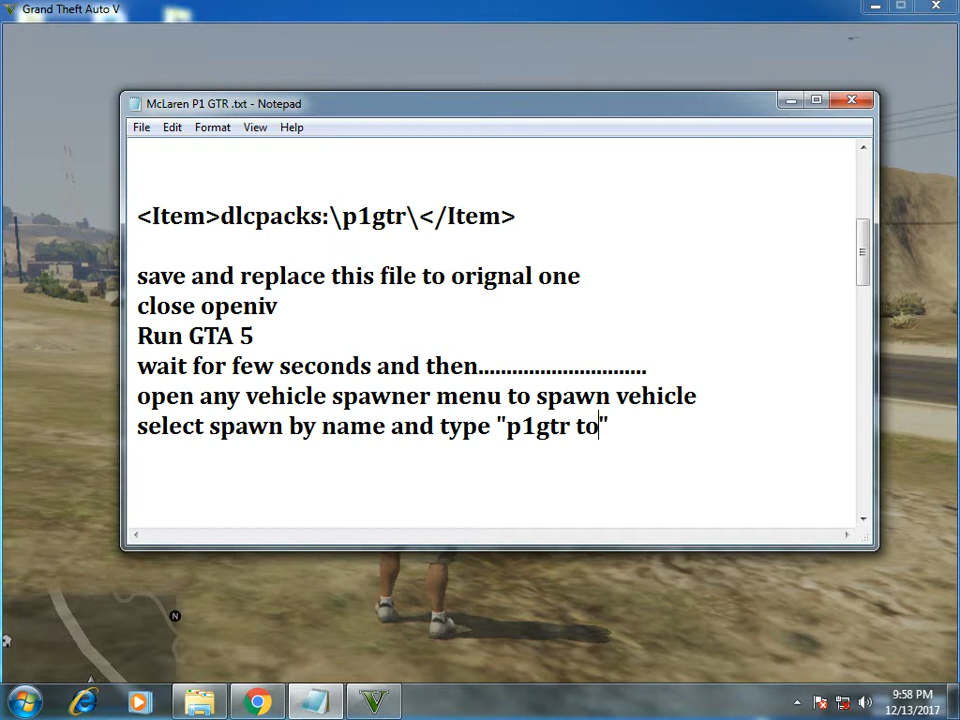 Grand Theft Auto V
McLaren P1 GTR .txt - Notepad
File Edit Format View Help
<Item>dlcpacks:\p1gtr\</Item>
save and replace this file to orignal one
close openiv
Run GTA 5
wait for few seconds and then..............................
open any vehicle spawner menu to spawn vehicle
select spawn by name and type "p1gtr to"
N
9:58 PM
12/13/2017